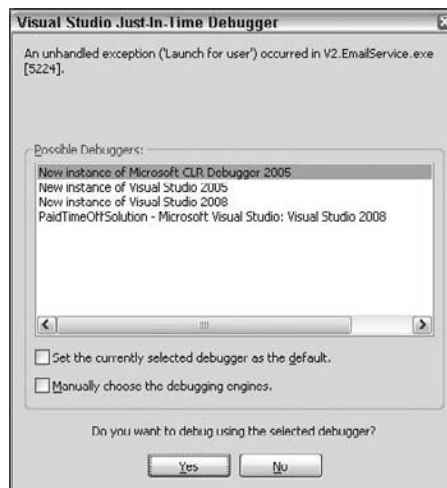 Visual Studio Just-In-Time Debugger
An unhandled exception ('Launch for user') occurred in V2.EmailService.exe
[5224].
Possible Debuggers:
New instance of Microsoft CLR Debugger 2005
New instance of Visual Studio 2005
New instance of Visual Studio 2008
PaidTimeOffSolution - Microsoft Visual Studio: Visual Studio 2008
Set the currently selected debugger as the default.
Manually choose the debugging engines.
Do you want to debug using the selected debugger?
Yes
No